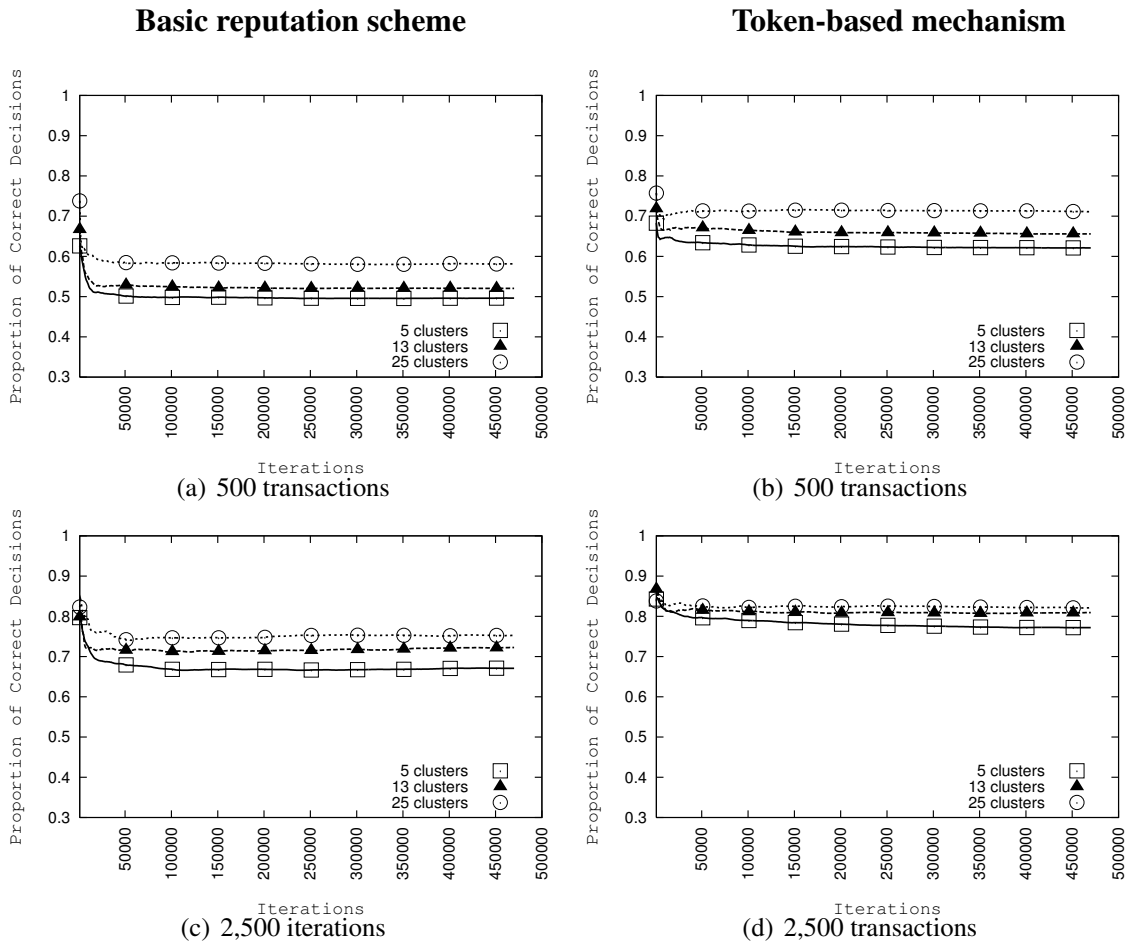 Basic reputation scheme
Token-based mechanism
Proportion of Correct Decisions
1
0.9
0.8
0.7
0.6
0.5
0.4
0.3
5 clusters
13 clusters
25 clusters
50000
100000
150000
200000
250000
300000
350000
400000
450000
500000
Iterations
(a) 500 transactions
Proportion of Correct Decisions
1
0.9
0.8
0.7
0.6
0.5
0.4
0.3
5 clusters
13 clusters
25 clusters
50000
100000
150000
200000
250000
300000
350000
400000
450000
500000
Iterations
(b) 500 transactions
Proportion of Correct Decisions
1
0.9
0.8
0.7
0.6
0.5
0.4
0.3
5 clusters
13 clusters
25 clusters
50000
100000
150000
200000
250000
300000
350000
400000
450000
500000
Iterations
(c) 2,500 iterations
Proportion of Correct Decisions
1
0.9
0.8
0.7
0.6
0.5
0.4
0.3
5 clusters
13 clusters
25 clusters
50000
100000
150000
200000
250000
300000
350000
400000
450000
500000
Iterations
(d) 2,500 transactions